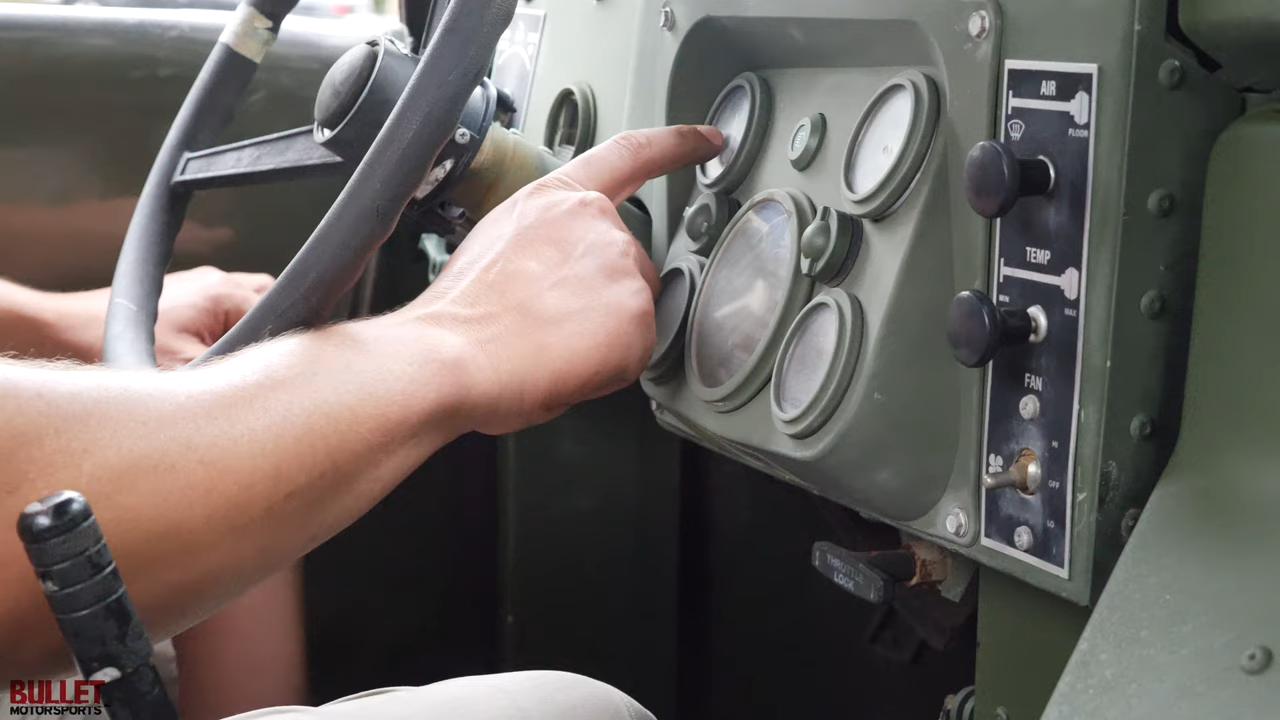 AIR
FLOOR
TEMP
MIN
MAX
FAN
HI
OFF
LO
THROTTLE
LOCK
BULLET
MOTORSPORTS